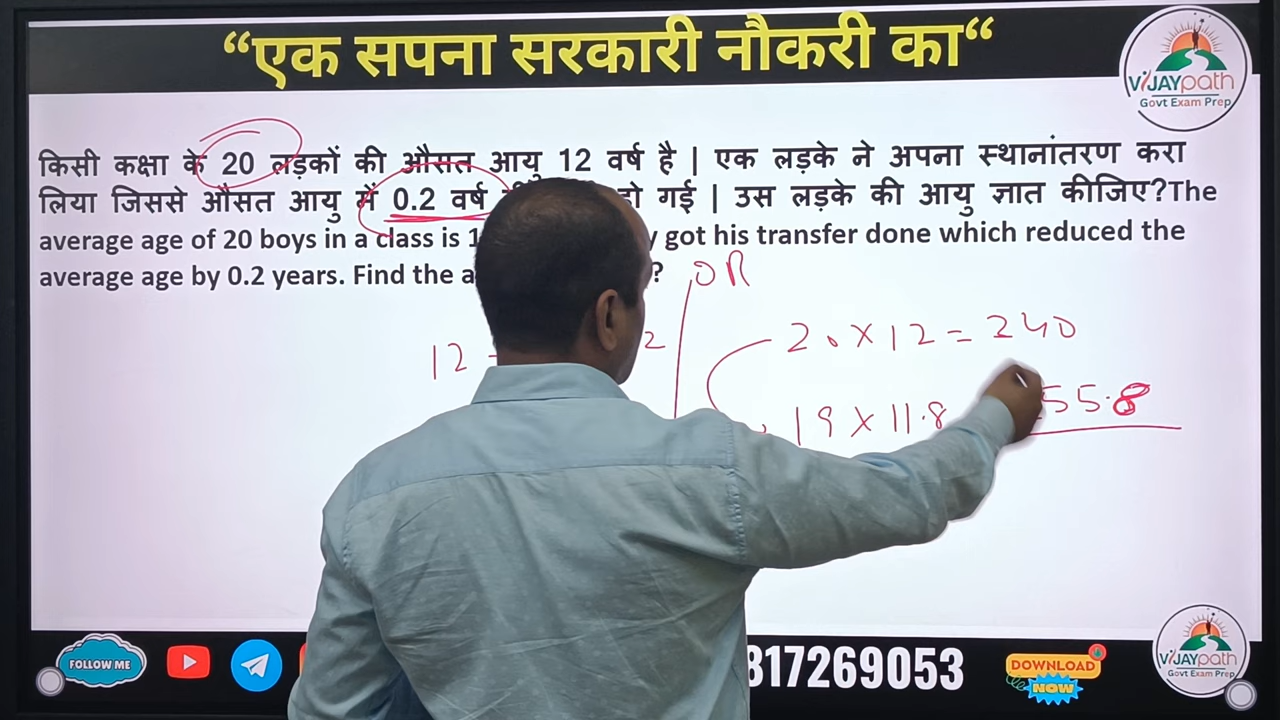 “एक सपना सरकारी नौकरी का“
VIJAYpath
Govt Exam Prep
किसी कक्षा के 20 लड़कों की औसत आयु 12 वर्ष है | एक लड़के ने अपना स्थानांतरण करा
लिया जिससे औसत आयु में 0.2 वर्ष हो गई | उस लड़के की आयु ज्ञात कीजिए?The
average age of 20 boys in a class is got his transfer done which reduced the
average age by 0.2 years. Find the ?
OR
12 2
20 X 12 = 240
19 X 11.8 55.8
FOLLOW ME
817269053
DOWNLOAD
NOW
VIJAYpath
Govt Exam Prep